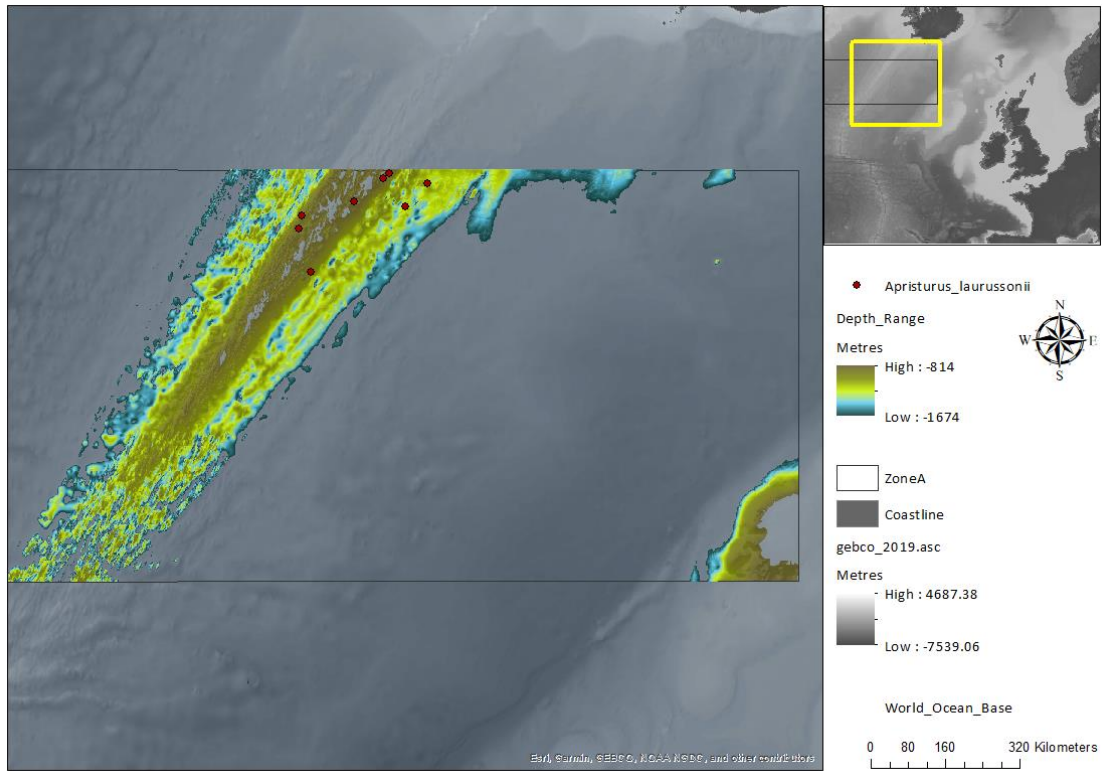 Apristurus_laurussonii
Depth_Range
Metres
High : -814
Low : -1674
N
W E
S
ZoneA
Coastline
gebco_2019.asc
Metres
High : 4687.38
Low : -7539.06
World_Ocean_Base
0 80 160 320 Kilometers
Esri, Garmin, GEBCO, NOAA NGDC, and other contributors